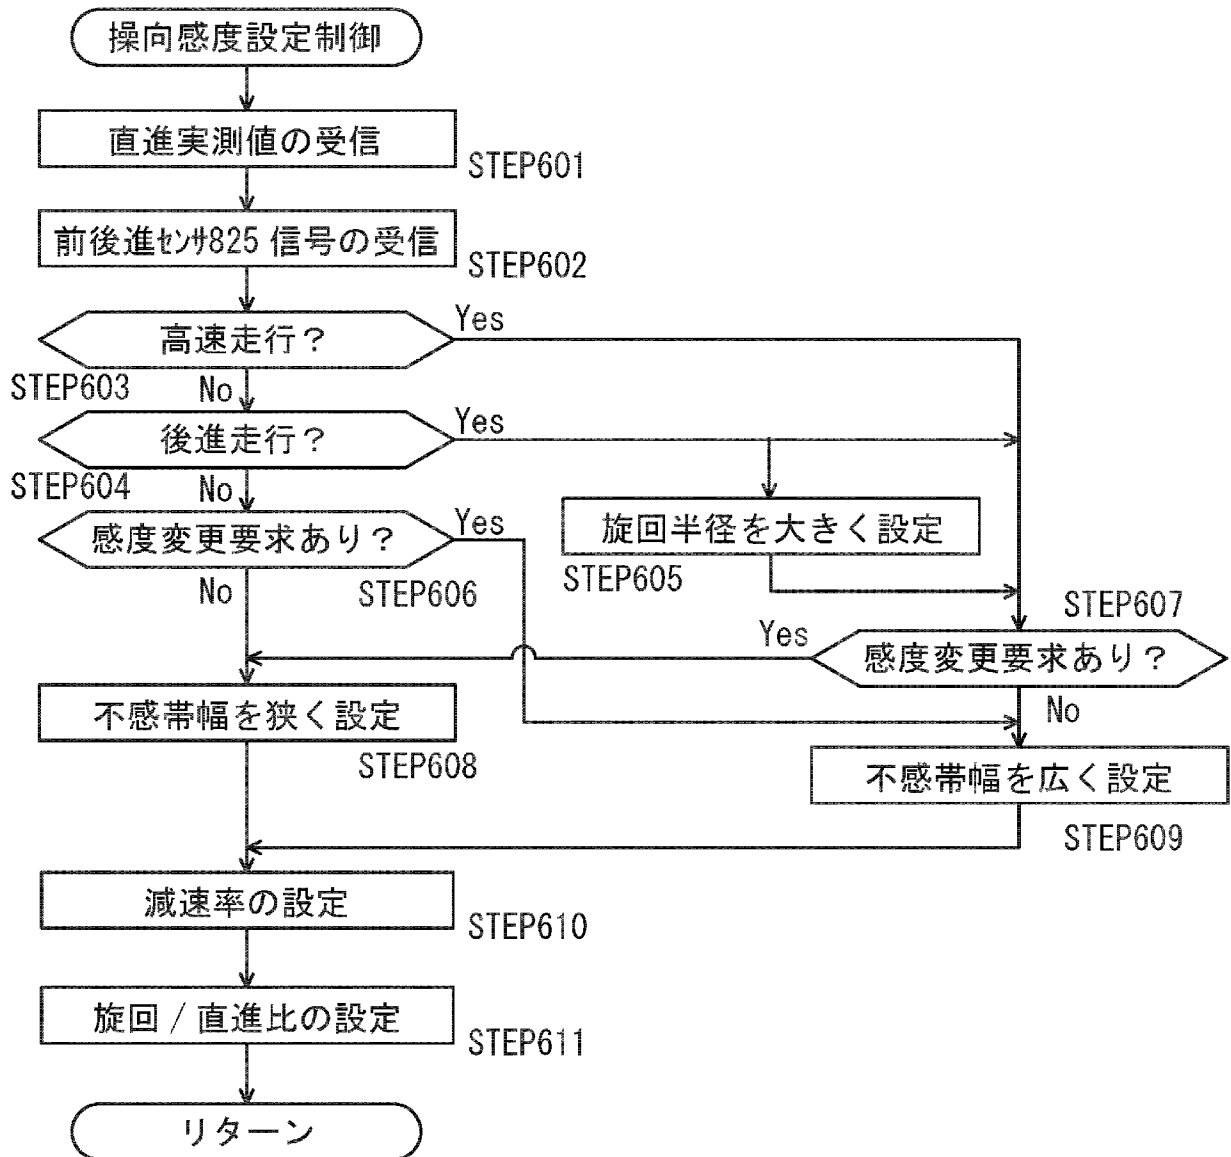 操向感度設定制御
直進実測値の受信
STEP601
前後進ｾﾝｻ825 信号の受信
STEP602
高速走行？
Yes
STEP603
No
後進走行？
Yes
STEP604
No
感度変更要求あり？
Yes
旋回半径を大きく設定
STEP605
No
STEP606
STEP607
Yes
感度変更要求あり？
No
不感帯幅を狭く設定
STEP608
不感帯幅を広く設定
STEP609
減速率の設定
STEP610
旋回 / 直進比の設定
STEP611
リターン